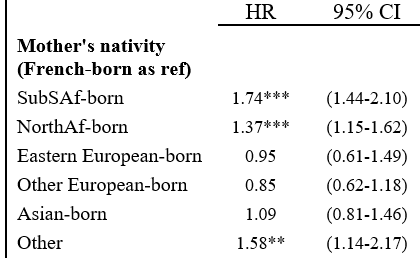 HR 95% CI
Mother's nativity
(French-born as ref)
SubSAf-born 1.74*** (1.44-2.10)
NorthAf-born 1.37*** (1.15-1.62)
Eastern European-born 0.95 (0.61-1.49)
Other European-born 0.85 (0.62-1.18)
Asian-born 1.09 (0.81-1.46)
Other 1.58** (1.14-2.17)